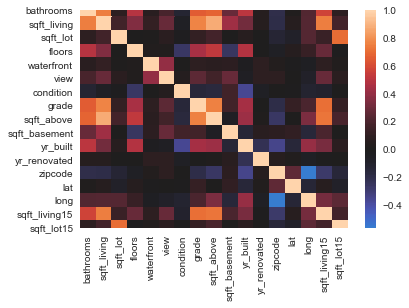 bathrooms
sqft_living
sqft_lot
floors
waterfront
view
condition
grade
sqft_above
sqft_basement
yr_built
yr_renovated
zipcode
lat
long
sqft_living15
sqft_lot15
bathrooms
sqft_living
sqft_lot
floors
waterfront
view
condition
grade
sqft_above
sqft_basement
yr_built
yr_renovated
zipcode
lat
long
sqft_living15
sqft_lot15
1.0
0.8
0.6
0.4
0.2
0.0
−0.2
−0.4